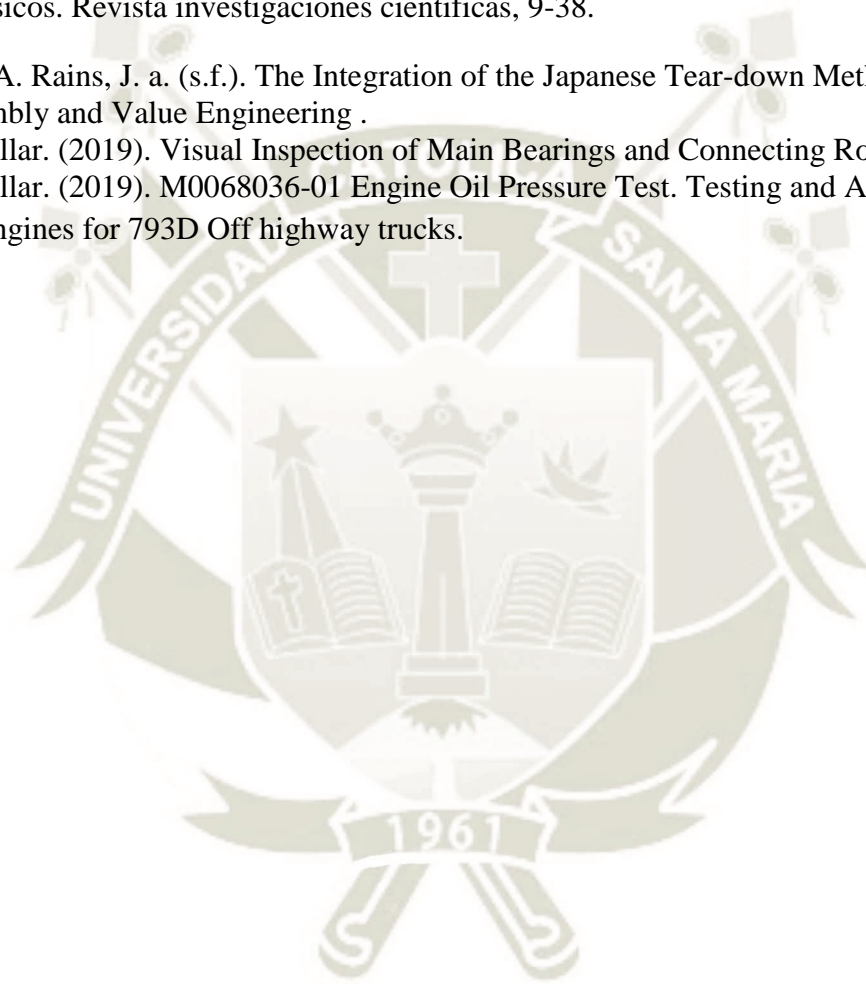 sicos. Revista investigaciones científicas, 9-38.
A. Rains, J. a. (s.f.). The Integration of the Japanese Tear-down Met
mbly and Value Engineering .
llar. (2019). Visual Inspection of Main Bearings and Connecting Ro
llar. (2019). M0068036-01 Engine Oil Pressure Test. Testing and A
ngines for 793D Off highway trucks.
UNIVERSIDAD CATOLICA SANTA MARIA
1961